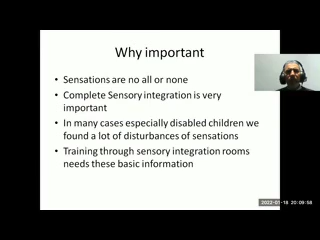 Why important
• Sensations are no all or none
• Complete Sensory integration is very
important
• In many cases especially disabled children we
found a lot of disturbances of sensations
• Training through sensory integration rooms
needs these basic information
2022-01-18 20:09:58